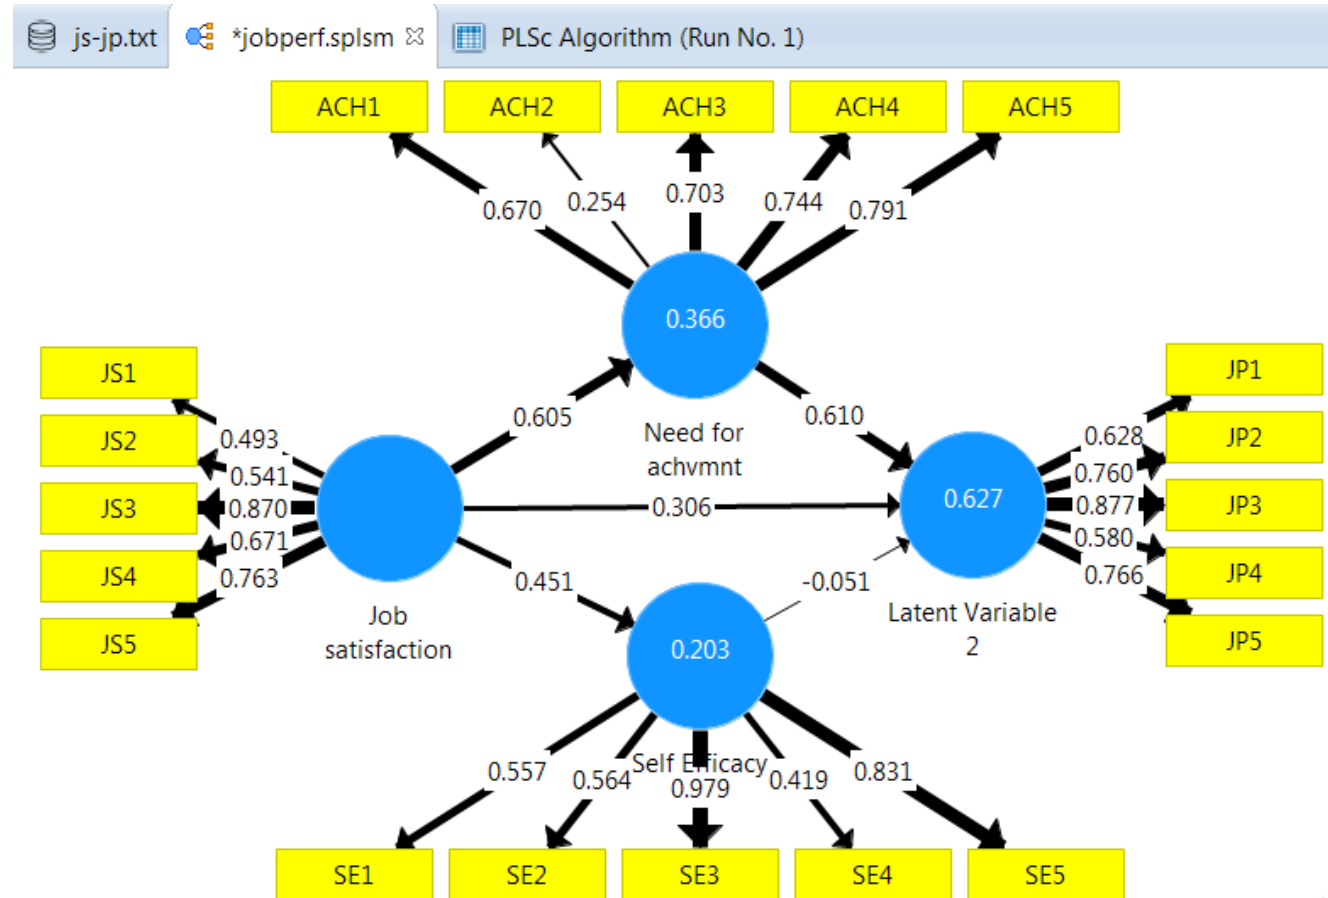 js-jp.txt
*jobperf.splsm
PLSc Algorithm (Run No. 1)
ACH1
ACH2
ACH3
ACH4
ACH5
0.670
0.254
0.703
0.744
0.791
0.366
Need for
achvmnt
JS1
JS2
JS3
JS4
JS5
0.493
0.541
0.870
0.671
0.763
Job
satisfaction
0.605
0.610
0.306
0.451
-0.051
0.627
Latent Variable
2
0.628
0.760
0.877
0.580
0.766
JP1
JP2
JP3
JP4
JP5
0.203
Self Efficacy
0.557
0.564
0.979
0.419
0.831
SE1
SE2
SE3
SE4
SE5